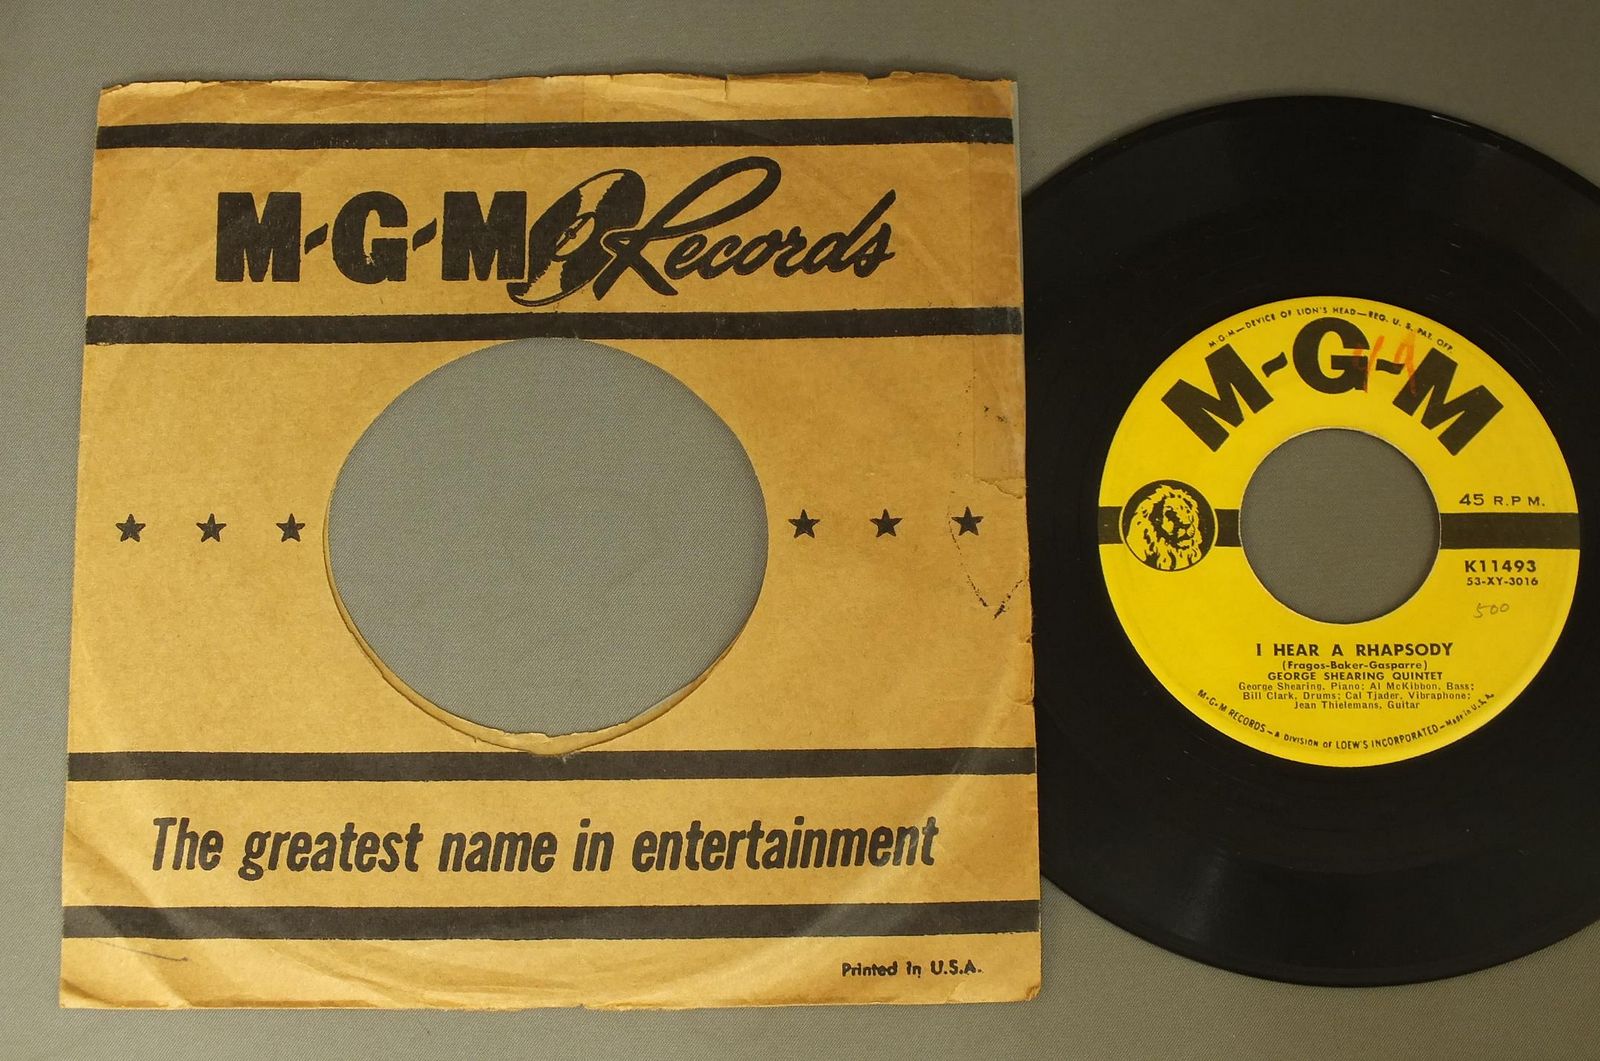 M-G-M Records
The greatest name in entertainment
Printed in U.S.A.
M.G.M.—DEVICE OF LION'S HEAD—REG. U. S. PAT. OFF.
M-G-M
49
45 R.P.M.
K11493
53-XY-3016
500
I HEAR A RHAPSODY
(Fragos-Baker-Gasparre)
GEORGE SHEARING QUINTET
George Shearing, Piano; Al McKibbon, Bass;
Bill Clark, Drums; Cal Tjader, Vibraphone;
Jean Thielemans, Guitar
M-G-M RECORDS—A DIVISION OF LOEW'S INCORPORATED—Made in U.S.A.